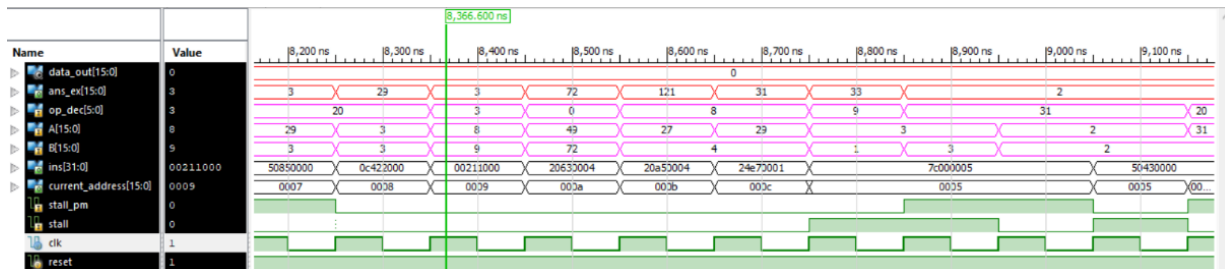 8,366.600 ns
Name Value 8,200 ns 8,300 ns 8,400 ns 8,500 ns 8,600 ns 8,700 ns 8,800 ns 8,900 ns 9,000 ns 9,100 ns
data_out[15:0] 0 0
ans_ex[15:0] 3 3 29 3 72 121 31 33 2
op_dec[5:0] 3 20 3 0 8 9 31 20
A[15:0] 8 29 3 8 49 27 29 3 2 31
B[15:0] 9 3 3 9 72 4 1 3 2
ins[31:0] 00211000 50850000 0c422000 00211000 20630004 20a50004 24e70001 7c000005 50430000
current_address[15:0] 0009 0007 0008 0009 000a 000b 000c 0005 0005 00...
stall_pm 0
stall 0
clk 1
reset 1